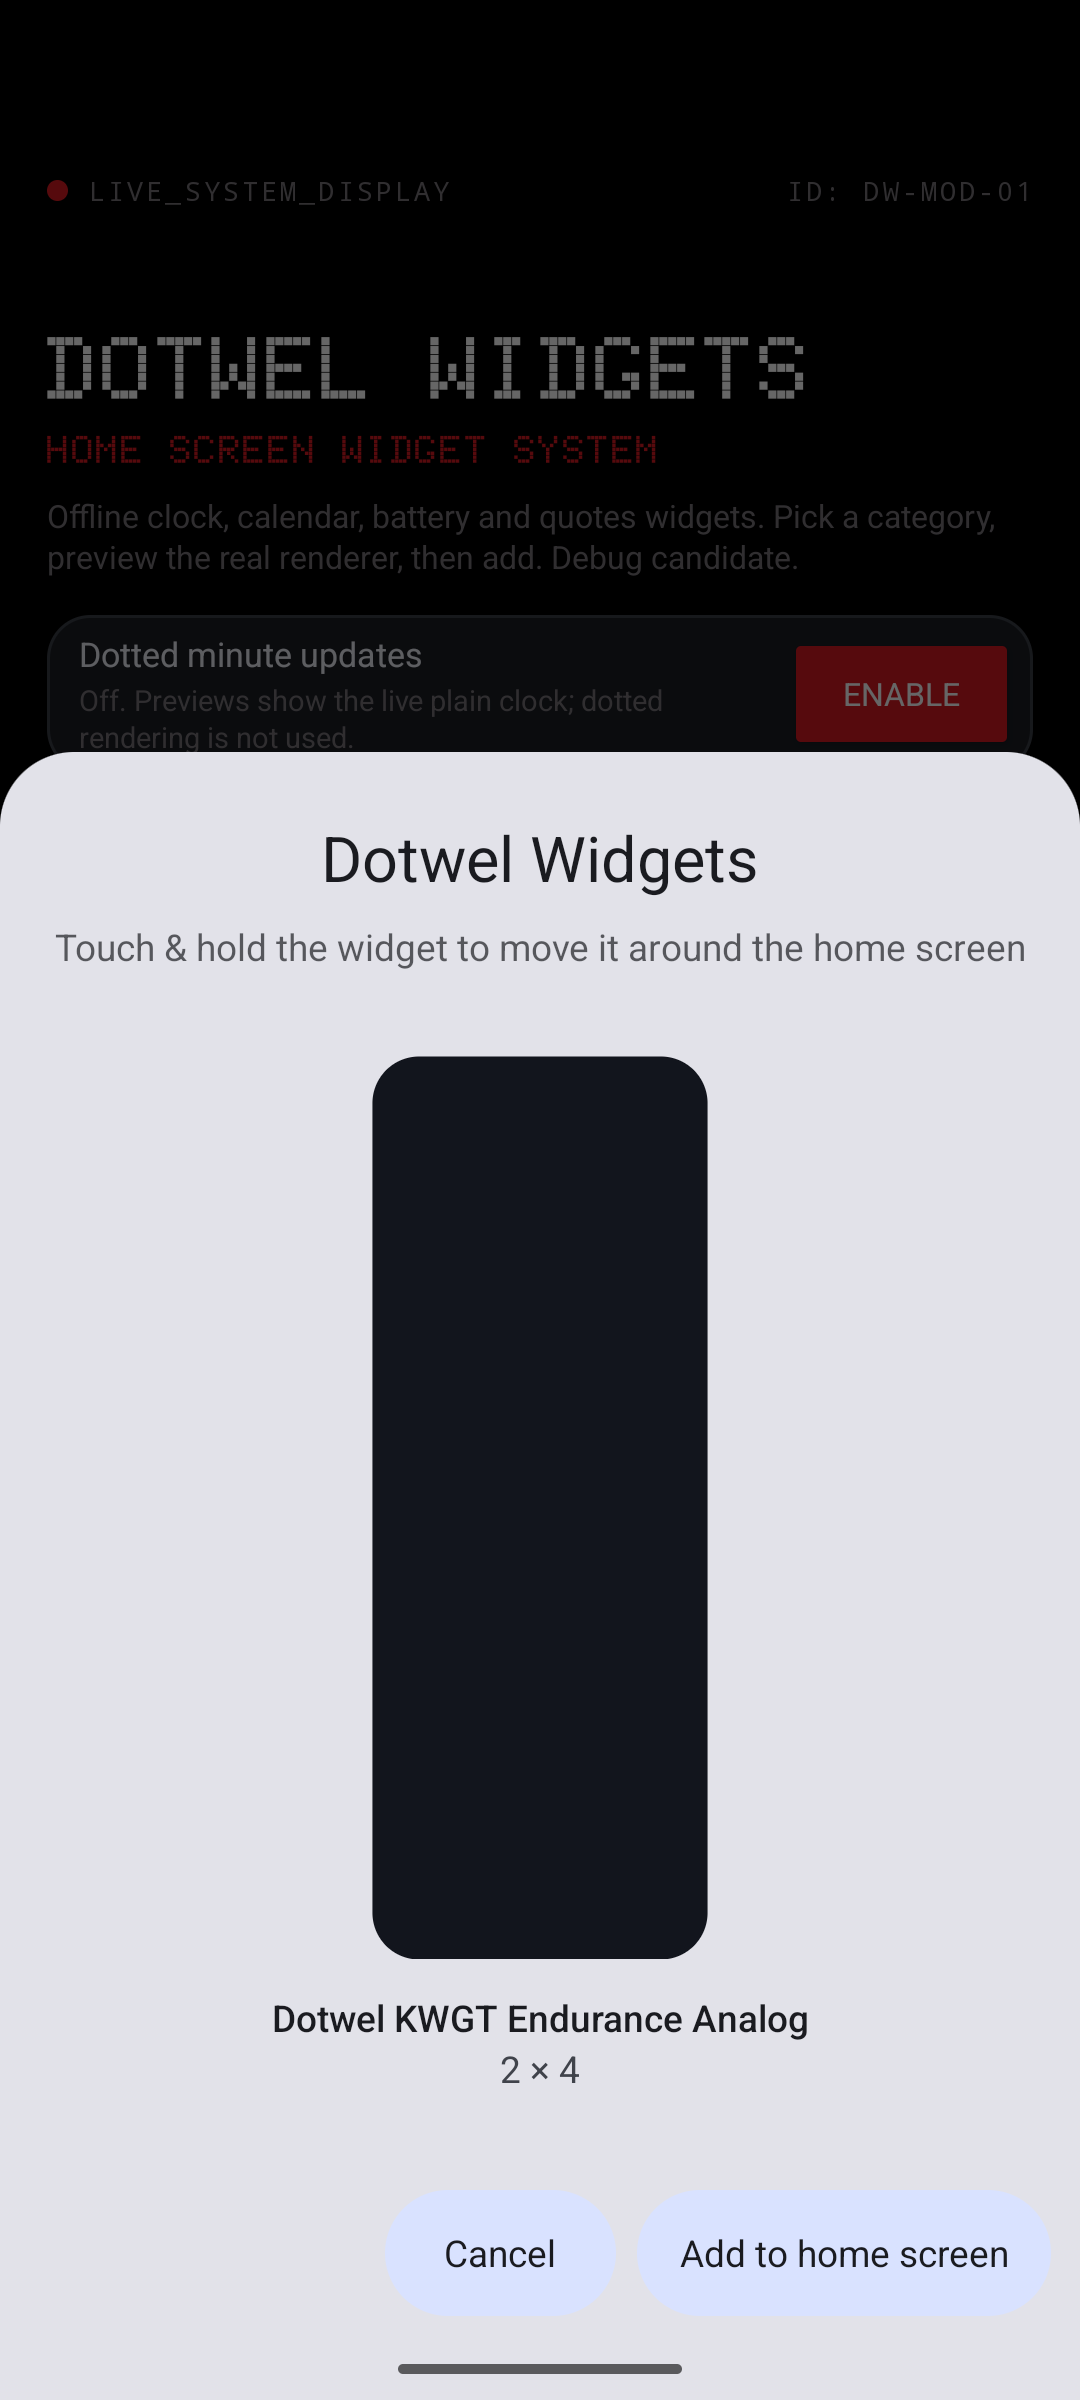 LIVE_SYSTEM_DISPLAY
ID: DW-MOD-01
DOTWEL WIDGETS
HOME SCREEN WIDGET SYSTEM
Offline clock, calendar, battery and quotes widgets. Pick a category,
preview the real renderer, then add. Debug candidate.
Dotted minute updates
Off. Previews show the live plain clock; dotted
rendering is not used.
ENABLE
Dotwel Widgets
Touch & hold the widget to move it around the home screen
Dotwel KWGT Endurance Analog
2 × 4
Cancel
Add to home screen